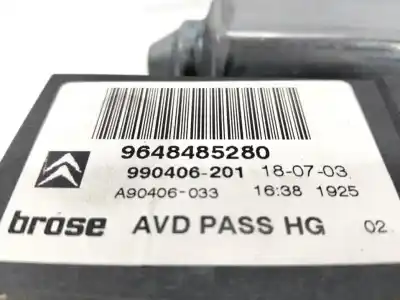 9648485280
990406-201 18-07-03
A90406-033 16:38 1925
brose AVD PASS HG 02